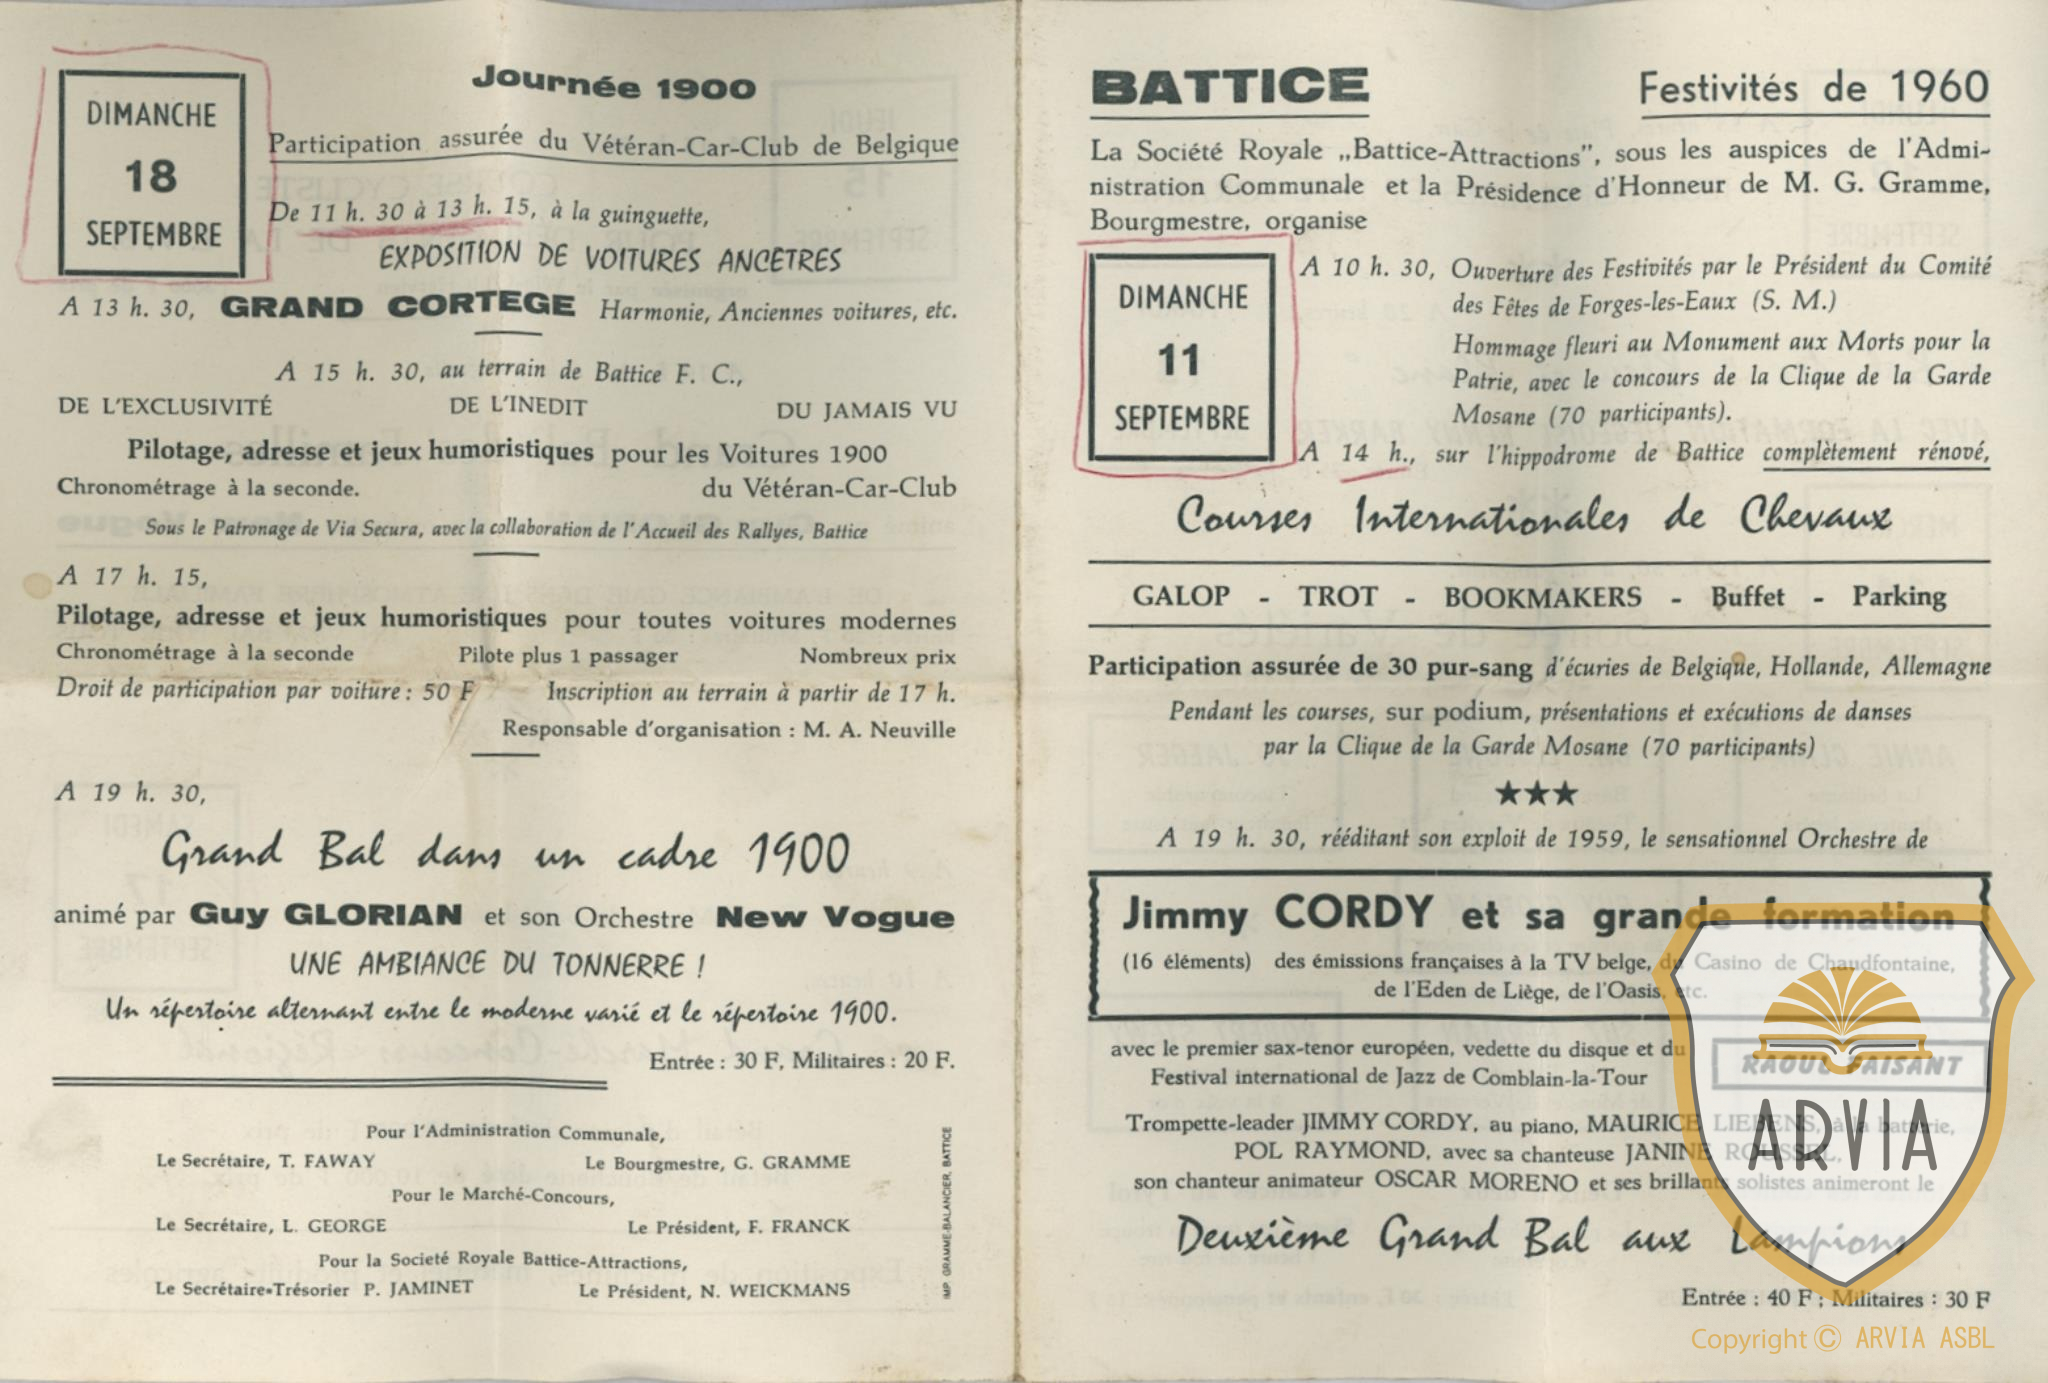 DIMANCHE
18
SEPTEMBRE
Journée 1900
Participation assurée du Vétéran-Car-Club de Belgique
De 11 h. 30 à 13 h. 15, à la guinguette,
EXPOSITION DE VOITURES ANCETRES
A 13 h. 30, GRAND CORTEGE Harmonie, Anciennes voitures, etc.
A 15 h. 30, au terrain de Battice F. C.,
DE L'EXCLUSIVITÉ DE L'INEDIT DU JAMAIS VU
Pilotage, adresse et jeux humoristiques pour les Voitures 1900
Chronométrage à la seconde. du Vétéran-Car-Club
Sous le Patronage de Via Secura, avec la collaboration de l'Accueil des Rallyes, Battice
A 17 h. 15,
Pilotage, adresse et jeux humoristiques pour toutes voitures modernes
Chronométrage à la seconde Pilote plus 1 passager Nombreux prix
Droit de participation par voiture : 50 F Inscription au terrain à partir de 17 h.
Responsable d'organisation : M. A. Neuville
A 19 h. 30,
Grand Bal dans un cadre 1900
animé par Guy GLORIAN et son Orchestre New Vogue
UNE AMBIANCE DU TONNERRE !
Un répertoire alternant entre le moderne varié et le répertoire 1900.
Entrée : 30 F, Militaires : 20 F.
Pour l'Administration Communale,
Le Secrétaire, T. FAWAY Le Bourgmestre, G. GRAMME
Pour le Marché-Concours,
Le Secrétaire, L. GEORGE Le Président, F. FRANCK
Pour la Societé Royale Battice-Attractions,
Le Secrétaire-Trésorier P. JAMINET Le Président, N. WEICKMANS
IMP. GRAMME-BALANCIER, BATTICE
BATTICE Festivités de 1960
La Société Royale „Battice-Attractions”, sous les auspices de l'Admi-
nistration Communale et la Présidence d'Honneur de M. G. Gramme,
Bourgmestre, organise
DIMANCHE
11
SEPTEMBRE
A 10 h. 30, Ouverture des Festivités par le Président du Comité
des Fêtes de Forges-les-Eaux (S. M.)
Hommage fleuri au Monument aux Morts pour la
Patrie, avec le concours de la Clique de la Garde
Mosane (70 participants).
A 14 h., sur l'hippodrome de Battice complètement rénové,
Courses Internationales de Chevaux
GALOP - TROT - BOOKMAKERS - Buffet - Parking
Participation assurée de 30 pur-sang d'écuries de Belgique, Hollande, Allemagne
Pendant les courses, sur podium, présentations et exécutions de danses
par la Clique de la Garde Mosane (70 participants)
★★★
A 19 h. 30, rééditant son exploit de 1959, le sensationnel Orchestre de
Jimmy CORDY et sa grande formation
(16 éléments) des émissions françaises à la TV belge, du Casino de Chaudfontaine,
de l'Eden de Liège, de l'Oasis, etc.
avec le premier sax-tenor européen, vedette du disque et du RAOUL FAISANT
Festival international de Jazz de Comblain-la-Tour
Trompette-leader JIMMY CORDY, au piano, MAURICE LIEBENS, à la batterie,
POL RAYMOND, avec sa chanteuse JANINE ROUSSEL,
son chanteur animateur OSCAR MORENO et ses brillants solistes animeront le
Deuxième Grand Bal aux Lampions
Entrée : 40 F ; Militaires : 30 F
ARVIA
Copyright © ARVIA ASBL